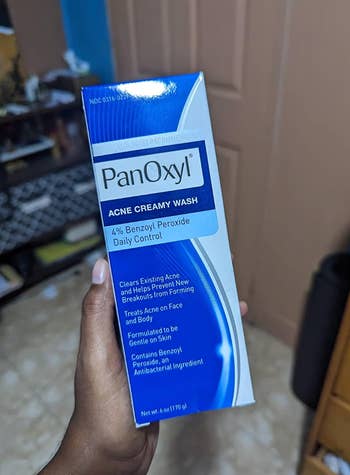 PanOxyl®
ACNE CREAMY WASH
4% Benzoyl Peroxide
Daily Control
Clears Existing Acne
and Helps Prevent New
Breakouts from Forming
Treats Acne on Face
and Body
Formulated to be
Gentle on Skin
Contains Benzoyl
Peroxide, an
Antibacterial Ingredient
Net wt. 6 oz (170 g)